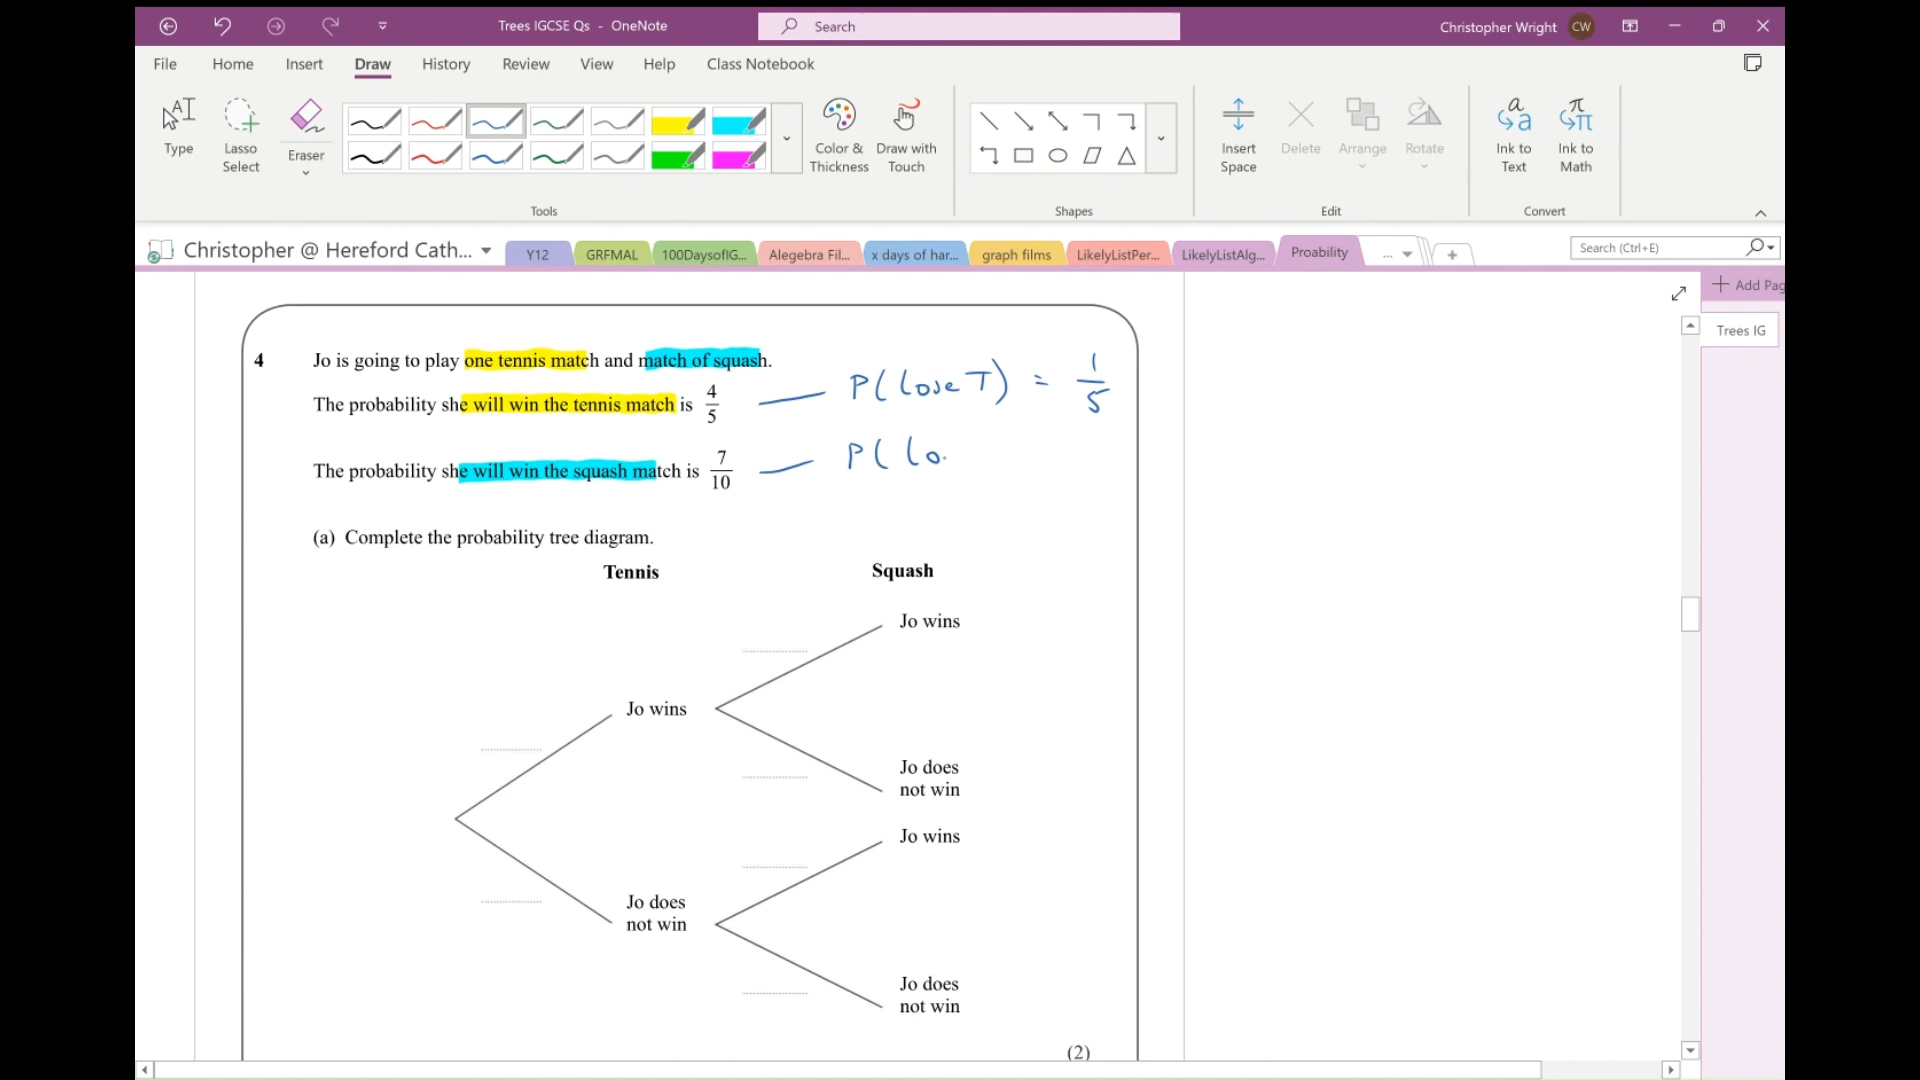 Trees IGCSE Qs - OneNote
Search
Christopher Wright CW
File Home Insert Draw History Review View Help Class Notebook
Type
Lasso Select
Eraser
Color & Thickness
Draw with Touch
Insert Space
Delete
Arrange
Rotate
Ink to Text
Ink to Math
Tools Shapes Edit Convert
Christopher @ Hereford Cath... Y12 GRFMAL 100DaysofIG... Alegebra Fil... x days of har... graph films LikelyListPer... LikelyListAlg... Proability ... + Search (Ctrl+E)
+ Add Pag
Trees IG
4 Jo is going to play one tennis match and match of squash.
The probability she will win the tennis match is 4/5 — P(lose T) = 1/5
The probability she will win the squash match is 7/10 — P( lo
(a) Complete the probability tree diagram.
Tennis Squash
Jo wins
Jo wins
Jo does
not win
Jo wins
Jo does
not win
Jo does
not win
(2)